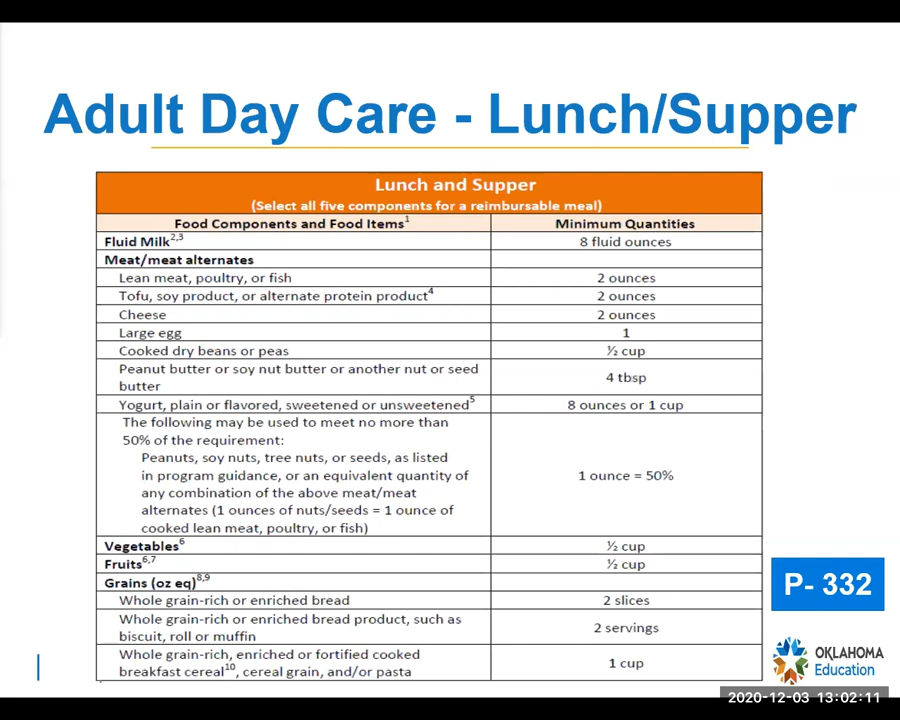 Adult Day Care - Lunch/Supper
Lunch and Supper
(Select all five components for a reimbursable meal)
Food Components and Food Items1 Minimum Quantities
Fluid Milk2,3 8 fluid ounces
Meat/meat alternates
Lean meat, poultry, or fish 2 ounces
Tofu, soy product, or alternate protein product4 2 ounces
Cheese 2 ounces
Large egg 1
Cooked dry beans or peas ½ cup
Peanut butter or soy nut butter or another nut or seed
butter 4 tbsp
Yogurt, plain or flavored, sweetened or unsweetened5 8 ounces or 1 cup
The following may be used to meet no more than
50% of the requirement:
Peanuts, soy nuts, tree nuts, or seeds, as listed
in program guidance, or an equivalent quantity of 1 ounce = 50%
any combination of the above meat/meat
alternates (1 ounces of nuts/seeds = 1 ounce of
cooked lean meat, poultry, or fish)
Vegetables6 ½ cup
Fruits6,7 ½ cup
Grains (oz eq)8,9
Whole grain-rich or enriched bread 2 slices
Whole grain-rich or enriched bread product, such as
biscuit, roll or muffin 2 servings
Whole grain-rich, enriched or fortified cooked
breakfast cereal10, cereal grain, and/or pasta 1 cup
P- 332
OKLAHOMA
Education
2020-12-03 13:02:11